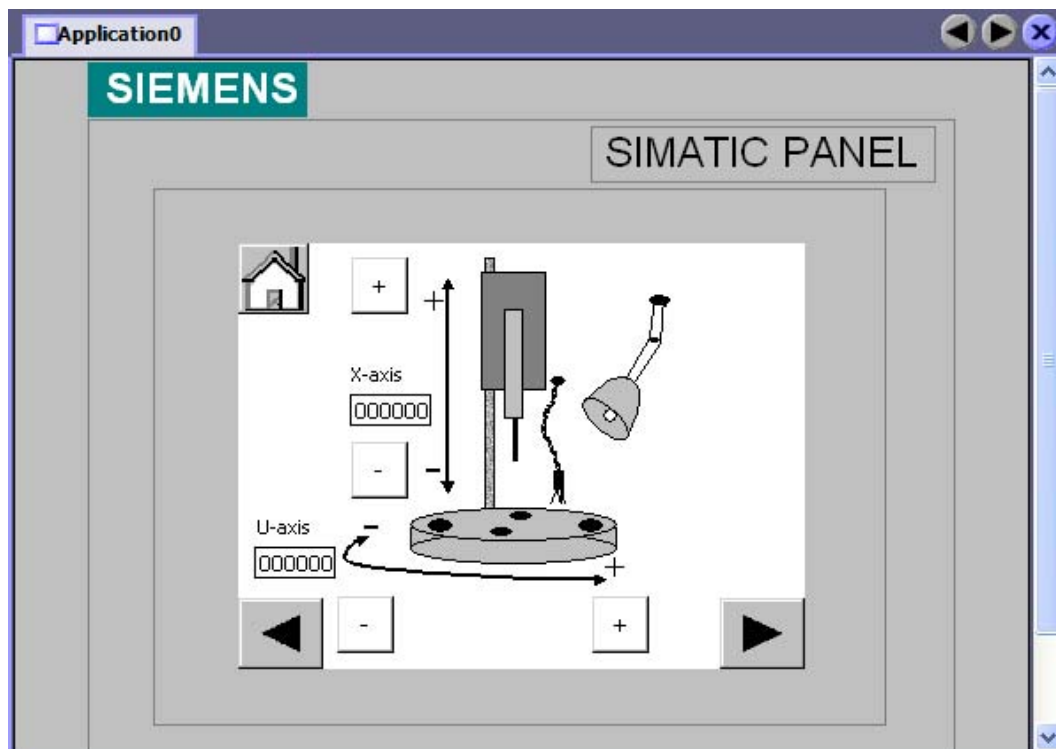 Application0
SIEMENS
SIMATIC PANEL
+
+
X-axis
000000
-
-
U-axis
-
000000
+
-
+